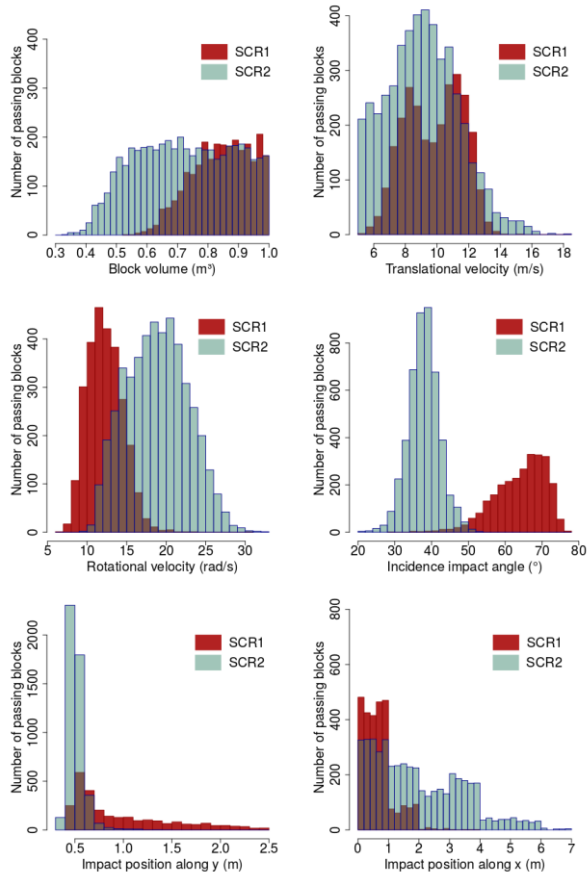 Number of passing blocks
0 100 200 300 400
SCR1
SCR2
0.3 0.4 0.5 0.6 0.7 0.8 0.9 1.0
Block volume (m³)
Number of passing blocks
0 100 200 300 400
SCR1
SCR2
6 8 10 12 14 16 18
Translational velocity (m/s)
Number of passing blocks
0 100 200 300 400
SCR1
SCR2
5 10 15 20 25 30
Rotational velocity (rad/s)
Number of passing blocks
0 200 400 600 800
SCR1
SCR2
20 30 40 50 60 70 80
Incidence impact angle (°)
Number of passing blocks
0 500 1000 1500 2000
SCR1
SCR2
0.5 1.0 1.5 2.0 2.5
Impact position along y (m)
Number of passing blocks
0 200 400 600 800
SCR1
SCR2
0 1 2 3 4 5 6 7
Impact position along x (m)